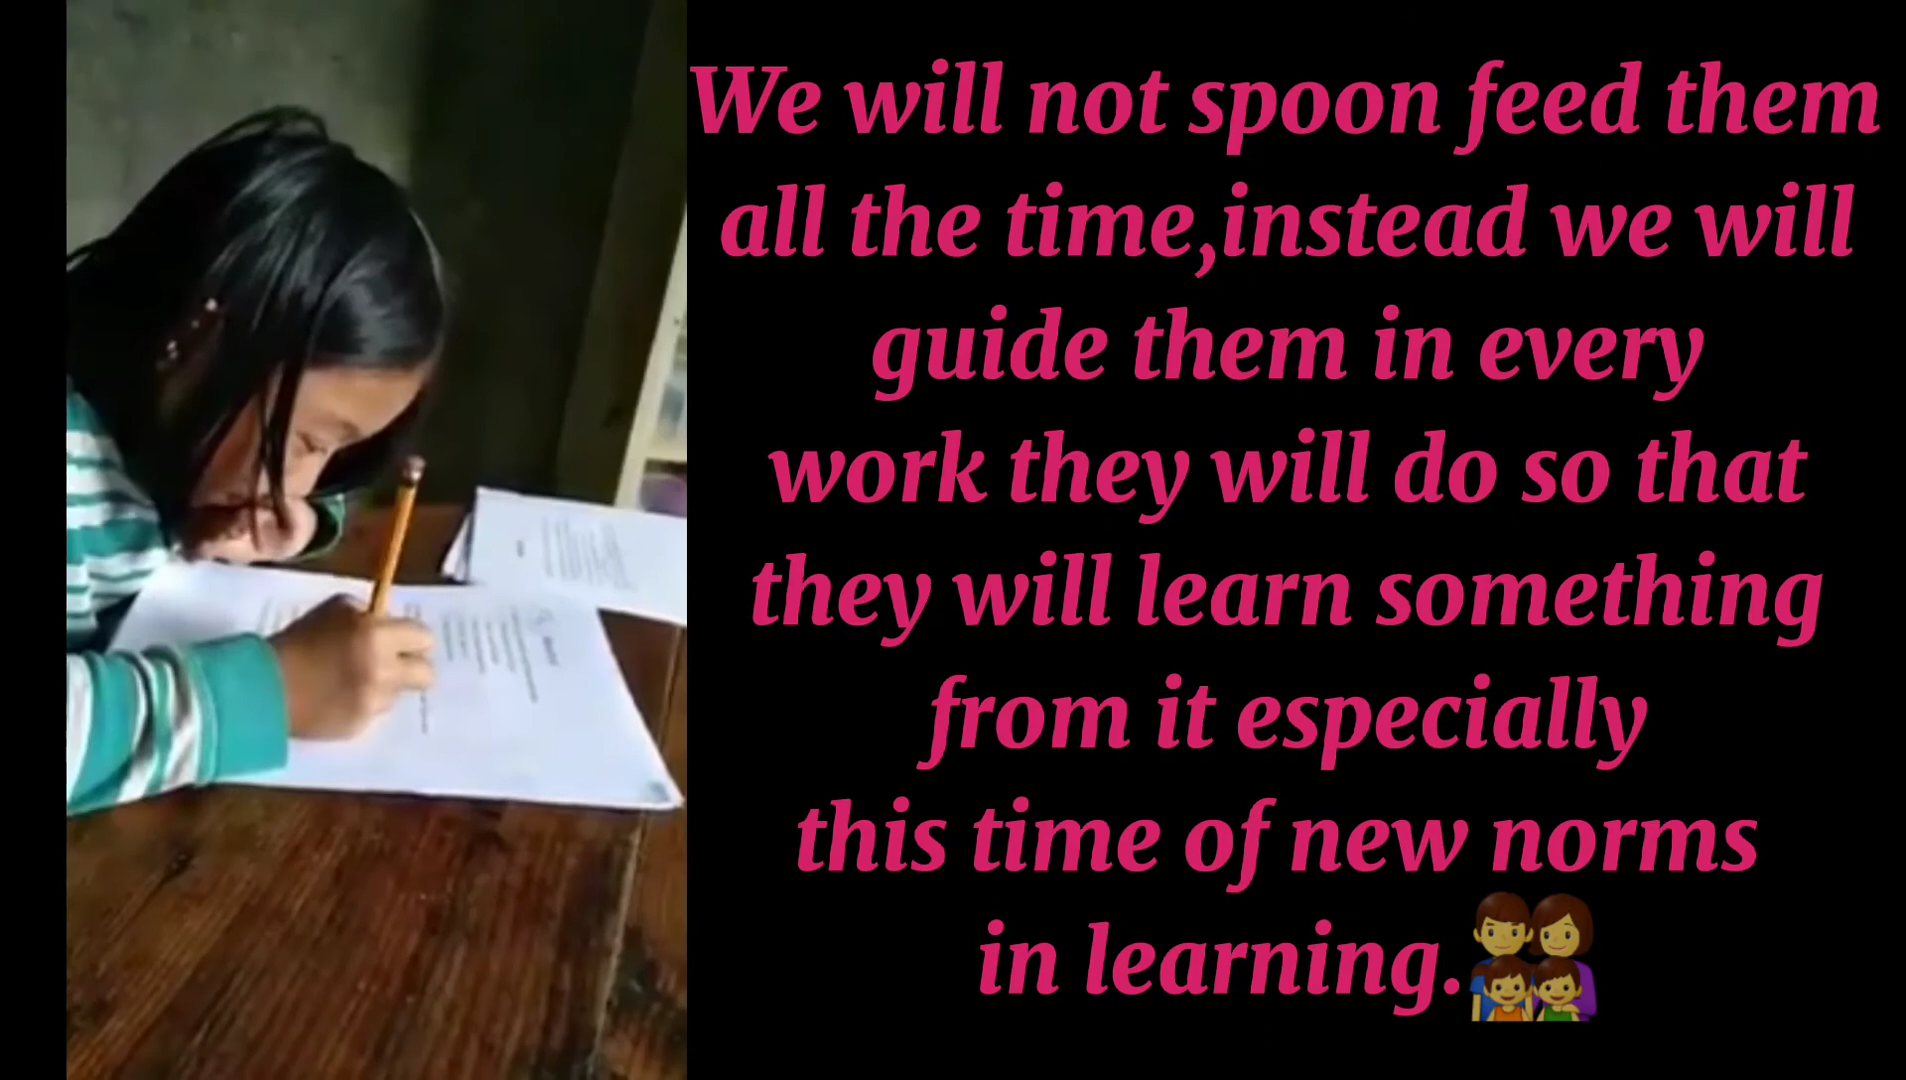 We will not spoon feed them
all the time,instead we will
guide them in every
work they will do so that
they will learn something
from it especially
this time of new norms
in learning.